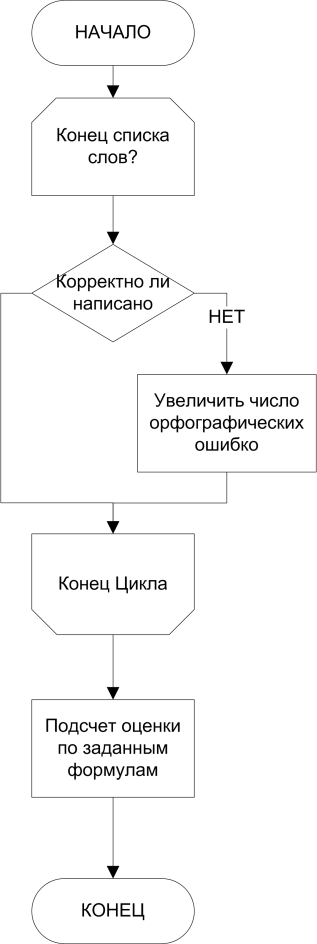 НАЧАЛО
Конец списка
слов?
Корректно ли
написано
НЕТ
Увеличить число
орфографических
ошибко
Конец Цикла
Подсчет оценки
по заданным
формулам
КОНЕЦ